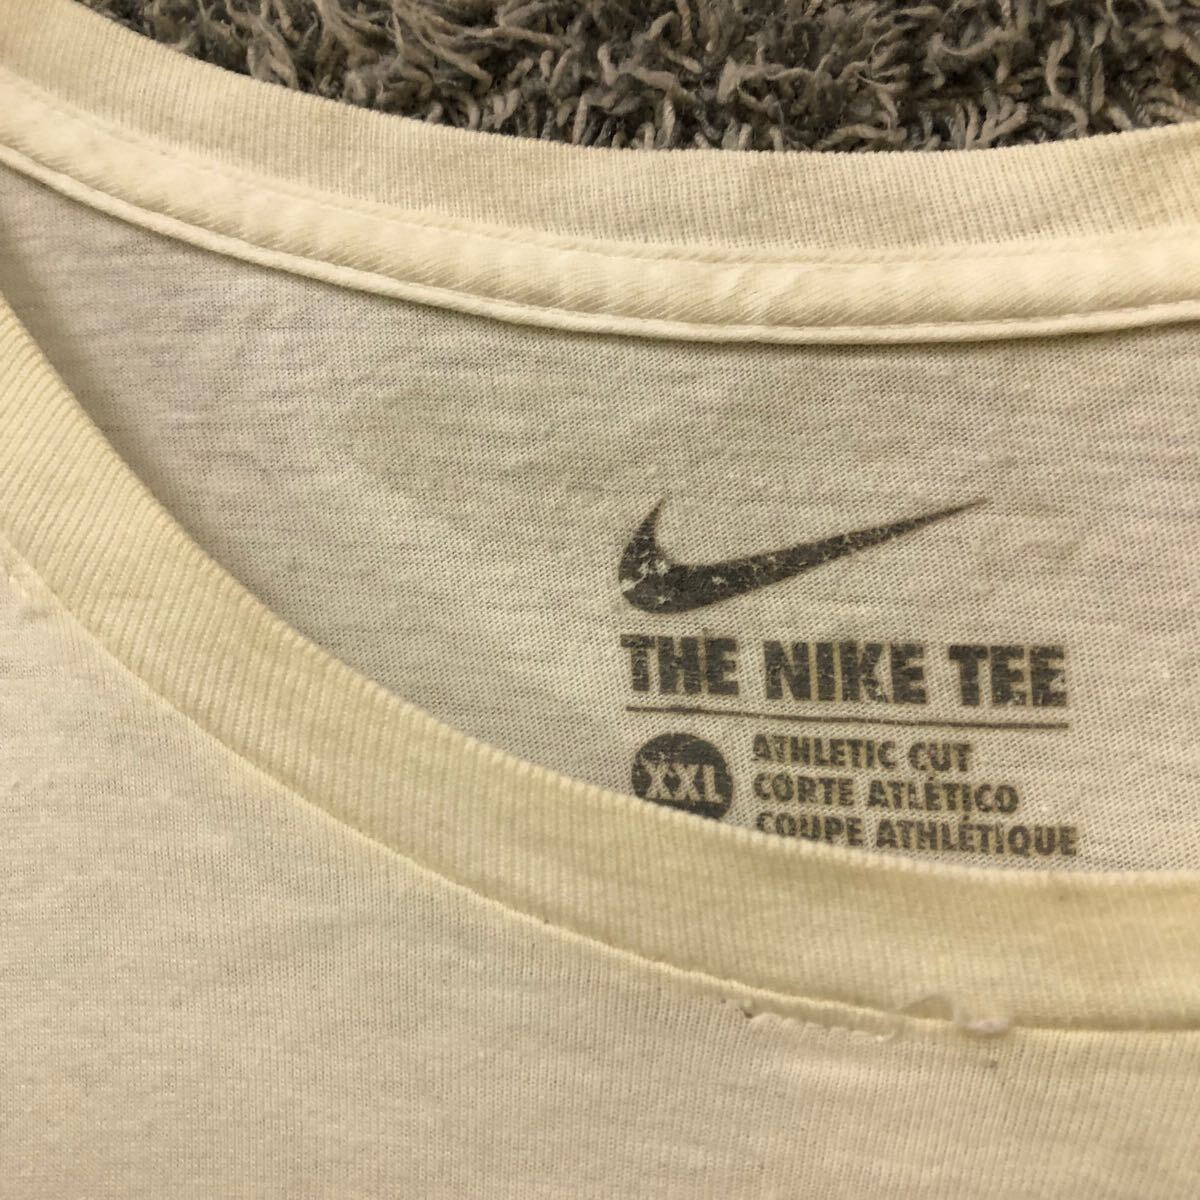 THE NIKE TEE
XXL
ATHLETIC CUT
CORTE ATLÉTICO
COUPE ATHLÉTIQUE